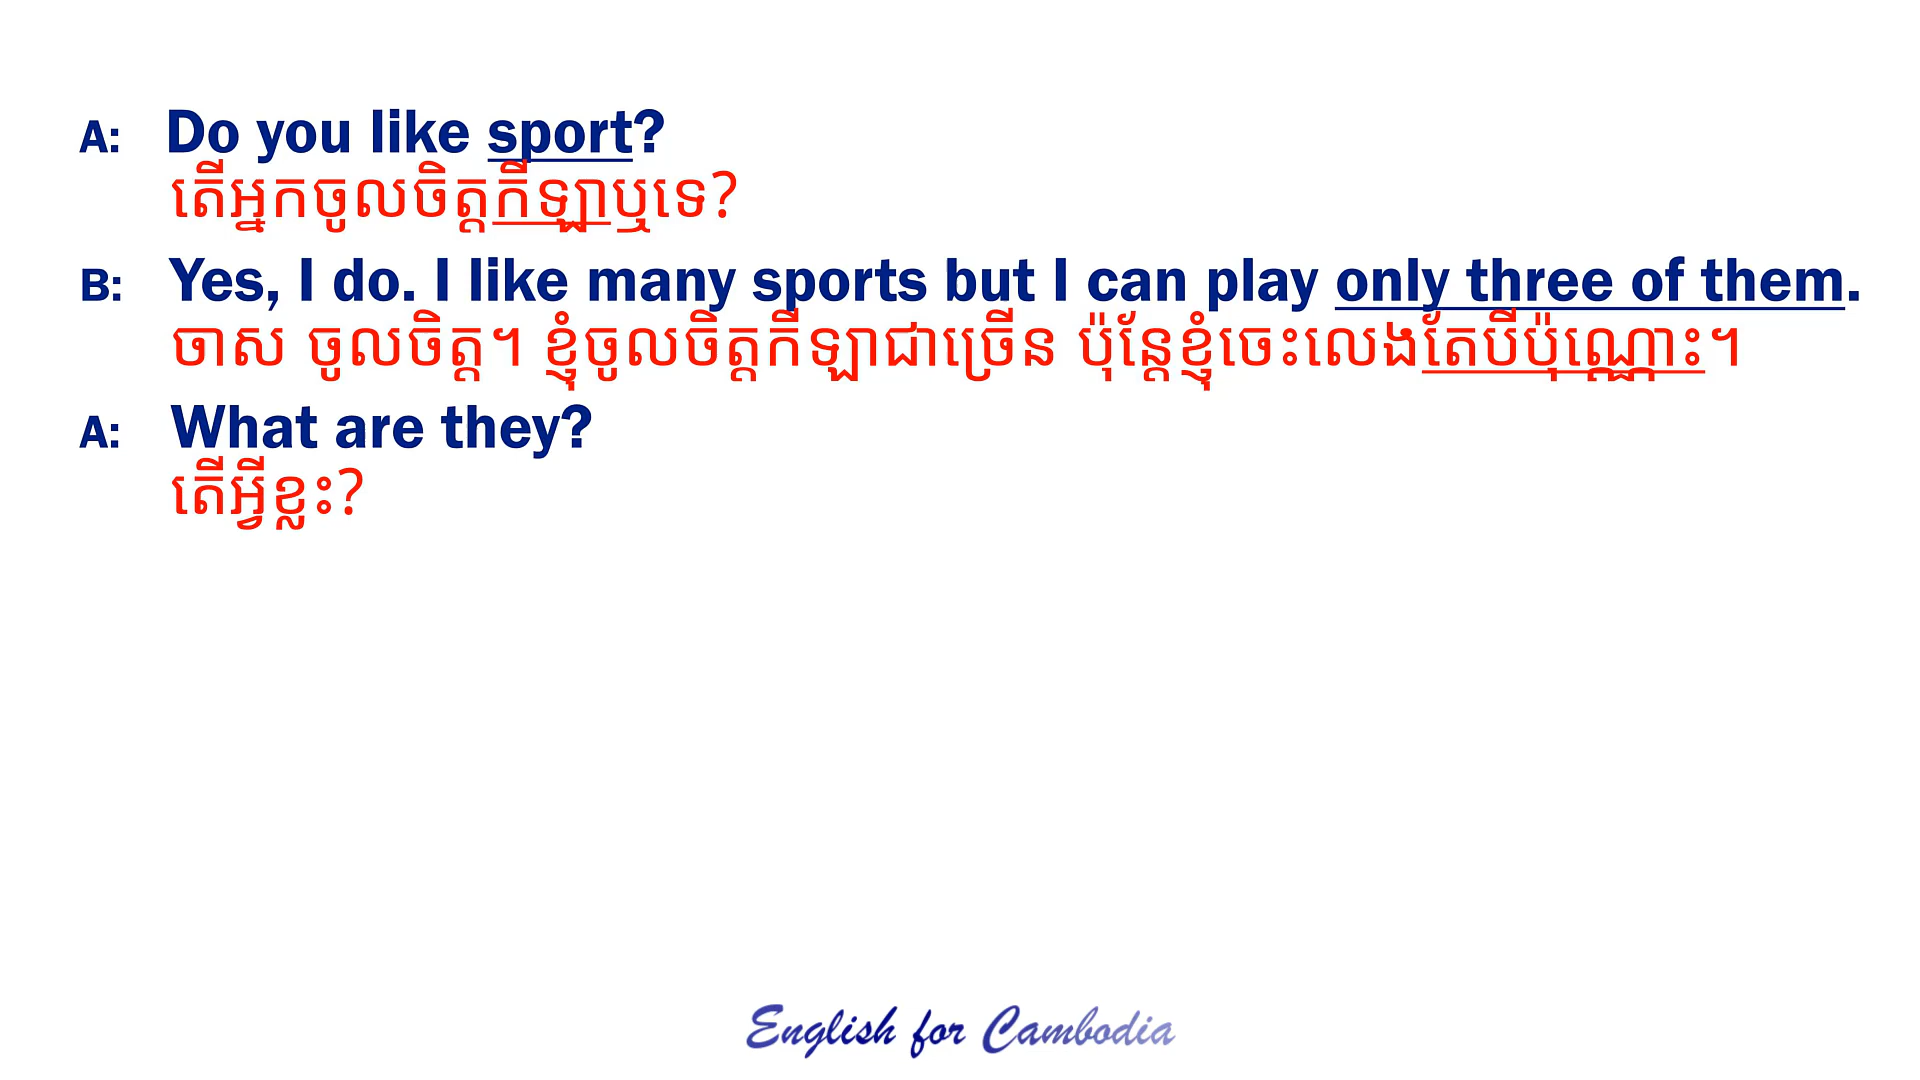 A: Do you like sport?
តើអ្នកចូលចិត្តកីឡាឬទេ?
B: Yes, I do. I like many sports but I can play only three of them.
ចាស ចូលចិត្ត។ ខ្ញុំចូលចិត្តកីឡាជាច្រើន ប៉ុន្តែខ្ញុំចេះលេងតែបីប៉ុណ្ណោះ។
A: What are they?
តើអ្វីខ្លះ?
English for Cambodia